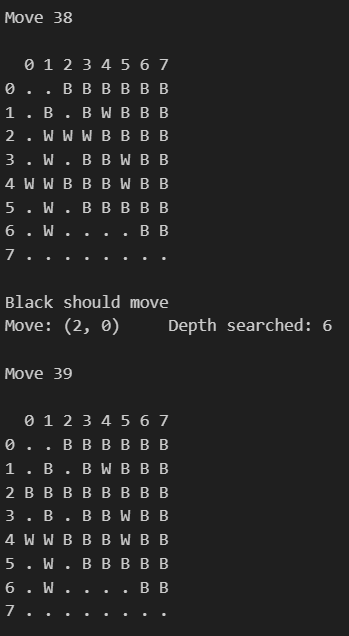 Move 38
  0 1 2 3 4 5 6 7
0 . . B B B B B B
1 . B . B W B B B
2 . W W W B B B B
3 . W . B B W B B
4 W W B B B W B B
5 . W . B B B B B
6 . W . . . . B B
7 . . . . . . . .
Black should move
Move: (2, 0)     Depth searched: 6
Move 39
  0 1 2 3 4 5 6 7
0 . . B B B B B B
1 . B . B W B B B
2 B B B B B B B B
3 . B . B B W B B
4 W W B B B W B B
5 . W . B B B B B
6 . W . . . . B B
7 . . . . . . . .